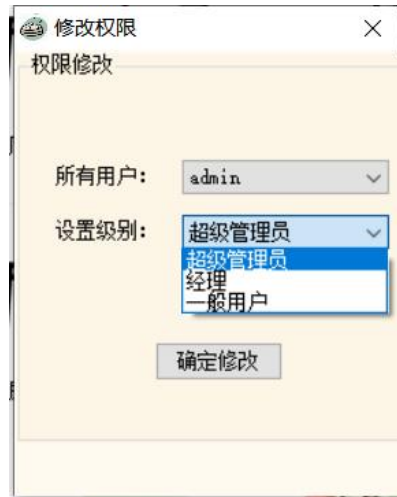 修改权限
权限修改
所有用户： admin
设置级别： 超级管理员
超级管理员
经理
一般用户
确定修改